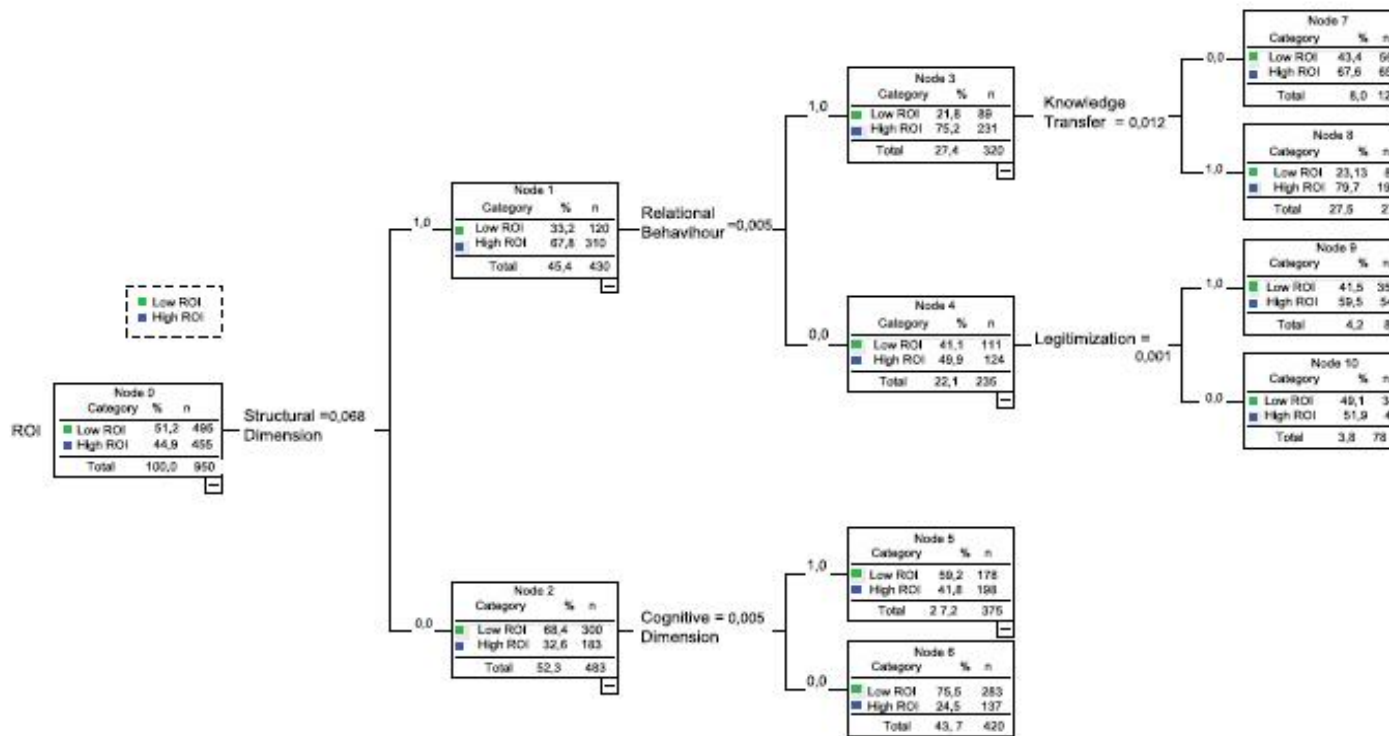 Low ROI
High ROI
ROI
Node 0
Category % n
Low ROI 51,2 495
High ROI 44,9 455
Total 100,0 950
Structural =0,068
Dimension
1,0
0,0
Node 1
Category % n
Low ROI 33,2 120
High ROI 67,8 310
Total 45,4 430
Relational
Behavihour =0,005
Node 2
Category % n
Low ROI 68,4 300
High ROI 32,6 183
Total 52,3 483
Cognitive = 0,005
Dimension
1,0
0,0
Node 3
Category % n
Low ROI 21,8 89
High ROI 75,2 231
Total 27,4 320
Knowledge
Transfer = 0,012
Node 4
Category % n
Low ROI 41,1 111
High ROI 49,9 124
Total 22,1 235
Legitimization =
0,001
1,0
0,0
Node 5
Category % n
Low ROI 59,2 178
High ROI 41,8 198
Total 2 7,2 375
Node 6
Category % n
Low ROI 75,5 283
High ROI 24,5 137
Total 43, 7 420
0,0
1,0
Node 7
Category % n
Low ROI 43,4
High ROI 67,6
Total 8,0
Node 8
Category % n
Low ROI 23,13
High ROI 79,7
Total 27,5
1,0
0,0
Node 9
Category % n
Low ROI 41,5
High ROI 59,5
Total 4,2
Node 10
Category % n
Low ROI 49,1
High ROI 51,9
Total 3,8 78